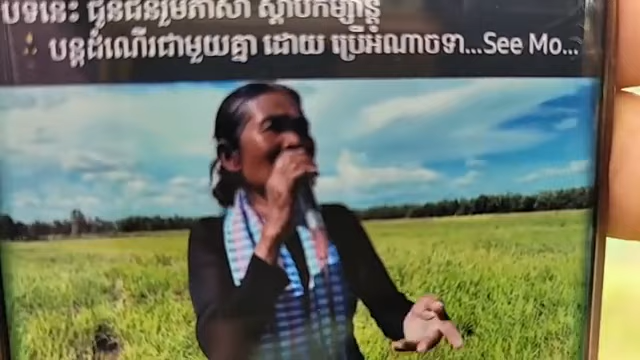 បទនេះ ជូនជនរួមភាសា ស្ដាប់កម្សាន្ត
បន្តដំណើរជាមួយគ្នា ដោយ ប្រើអំណាចទា...See Mo...